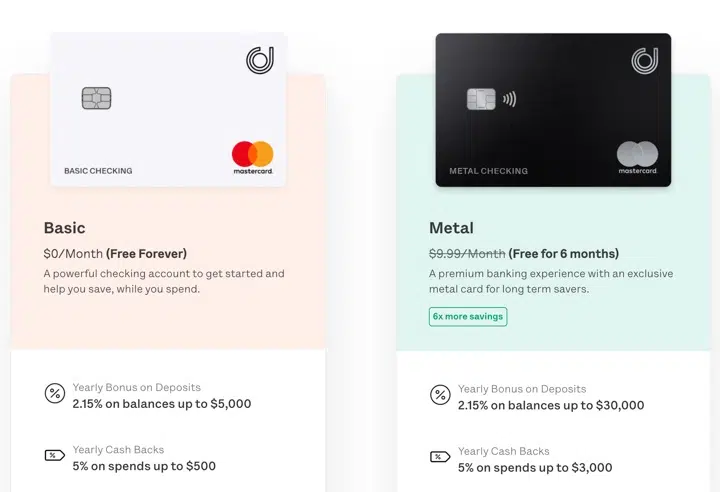 BASIC CHECKING
mastercard.
Basic
$0/Month (Free Forever)
A powerful checking account to get started and
help you save, while you spend.
Yearly Bonus on Deposits
2.15% on balances up to $5,000
Yearly Cash Backs
5% on spends up to $500
METAL CHECKING
mastercard.
Metal
$9.99/Month (Free for 6 months)
A premium banking experience with an exclusive
metal card for long term savers.
6x more savings
Yearly Bonus on Deposits
2.15% on balances up to $30,000
Yearly Cash Backs
5% on spends up to $3,000